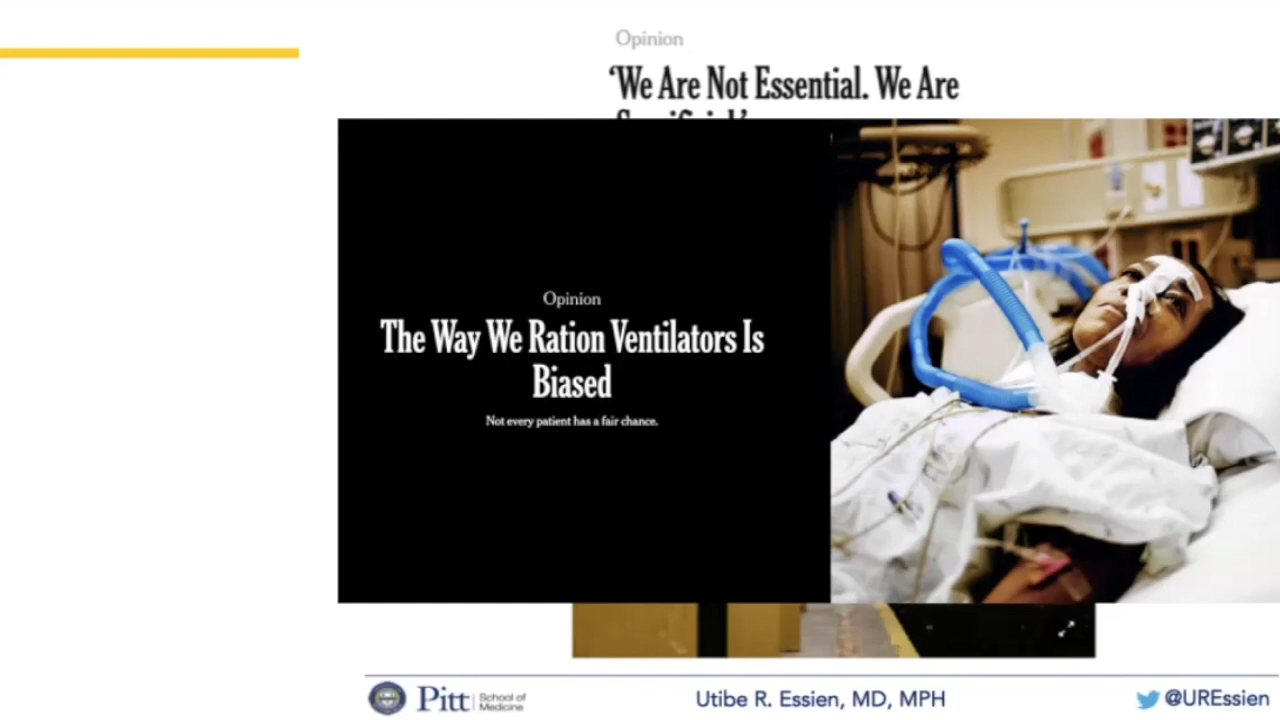 Opinion
‘We Are Not Essential. We Are
Opinion
The Way We Ration Ventilators Is
Biased
Not every patient has a fair chance.
Pitt
School of
Medicine
Utibe R. Essien, MD, MPH
@UREssien